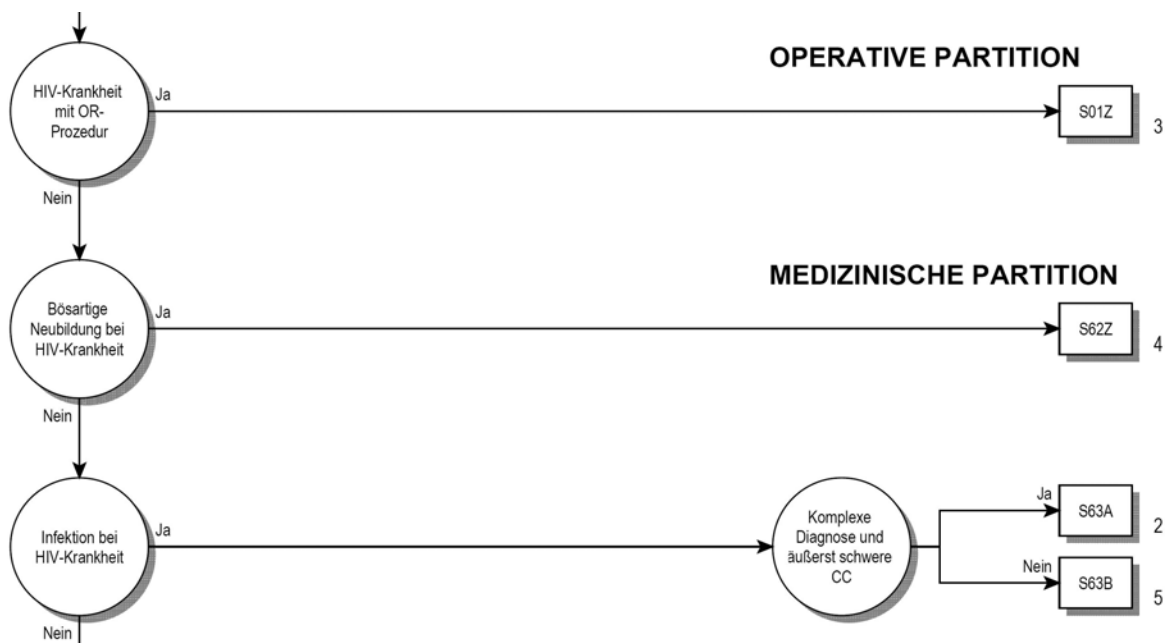 OPERATIVE PARTITION
HIV-Krankheit
mit OR-
Prozedur
Ja
S01Z
3
Nein
MEDIZINISCHE PARTITION
Bösartige
Neubildung bei
HIV-Krankheit
Ja
S62Z
4
Nein
Infektion bei
HIV-Krankheit
Ja
Komplexe
Diagnose und
äußerst schwere
CC
Ja
S63A
2
Nein
S63B
5
Nein